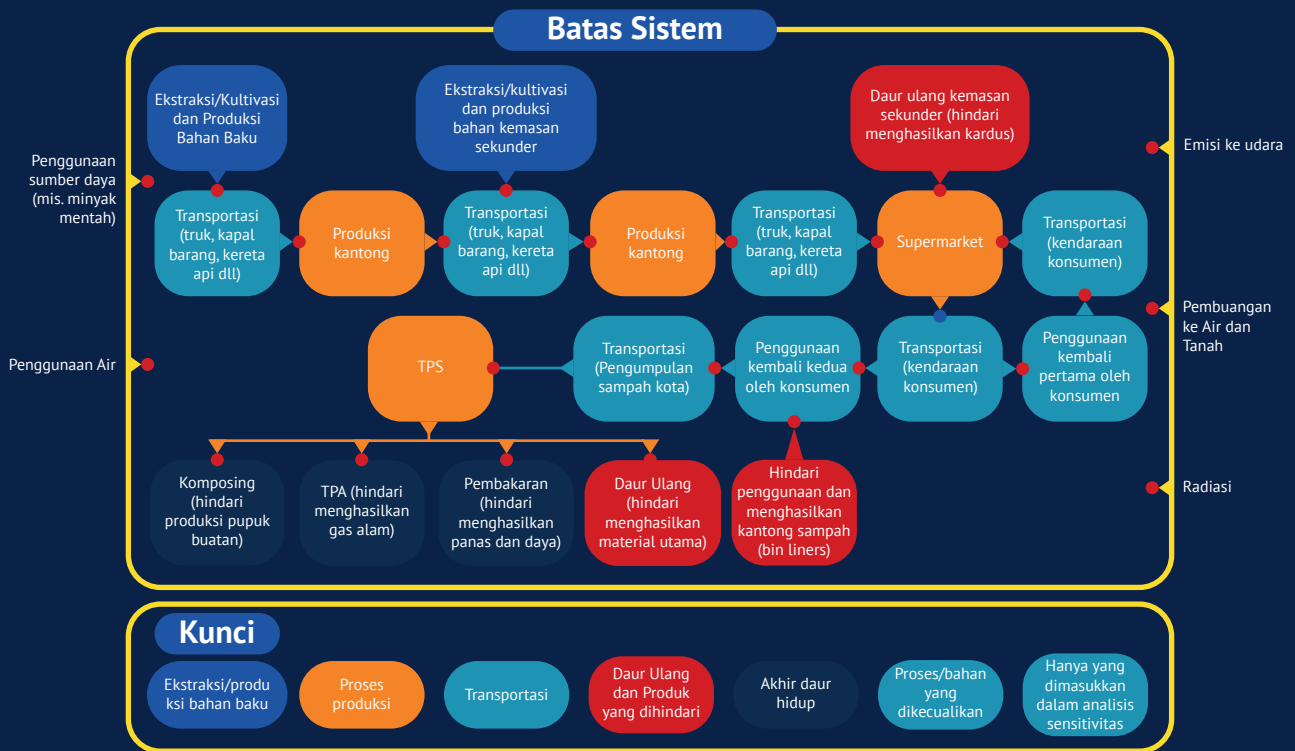 Batas Sistem
Ekstraksi/Kultivasi
dan Produksi
Bahan Baku
Ekstraksi/kultivasi
dan produksi
bahan kemasan
sekunder
Daur ulang kemasan
sekunder (hindari
menghasilkan kardus)
Penggunaan
sumber daya
(mis. minyak
mentah)
Emisi ke udara
Transportasi
(truk, kapal
barang, kereta
api dll)
Produksi
kantong
Transportasi
(truk, kapal
barang, kereta
api dll)
Produksi
kantong
Transportasi
(truk, kapal
barang, kereta
api dll)
Supermarket
Transportasi
(kendaraan
konsumen)
Pembuangan
ke Air dan
Tanah
Penggunaan Air
TPS
Transportasi
(Pengumpulan
sampah kota)
Penggunaan
kembali kedua
oleh konsumen
Transportasi
(kendaraan
konsumen)
Penggunaan
kembali
pertama oleh
konsumen
Komposing
(hindari
produksi pupuk
buatan)
TPA (hindari
menghasilkan
gas alam)
Pembakaran
(hindari
menghasilkan
panas dan daya)
Daur Ulang
(hindari
menghasilkan
material utama)
Hindari
penggunaan dan
menghasilkan
kantong sampah
(bin liners)
Radiasi
Kunci
Ekstraksi/produ
ksi bahan baku
Proses
produksi
Transportasi
Daur Ulang
dan Produk
yang dihindari
Akhir daur
hidup
Proses/bahan
yang
dikecualikan
Hanya yang
dimasukkan
dalam analisis
sensitivitas